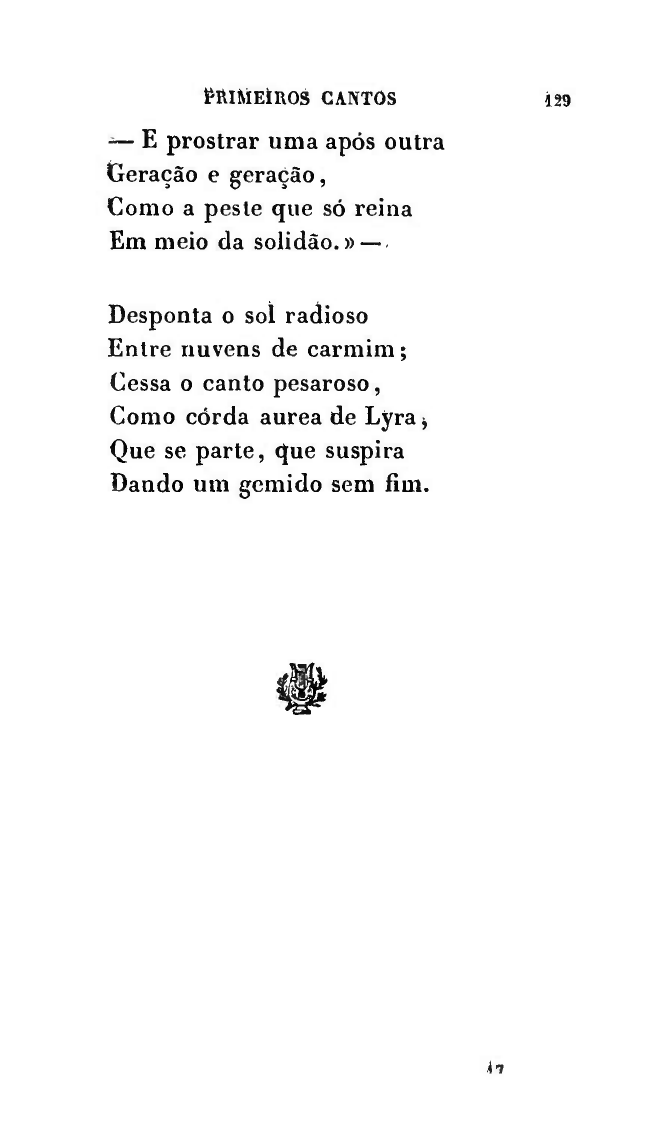 PRIMEIROS CANTOS 129
— E prostrar uma após outra
Geração e geração,
Como a peste que só reina
Em meio da solidão.» —
Desponta o sol radioso
Entre nuvens de carmim;
Cessa o canto pesaroso,
Como córda aurea de Lyra,
Que se parte, que suspira
Dando um gemido sem fim.
17